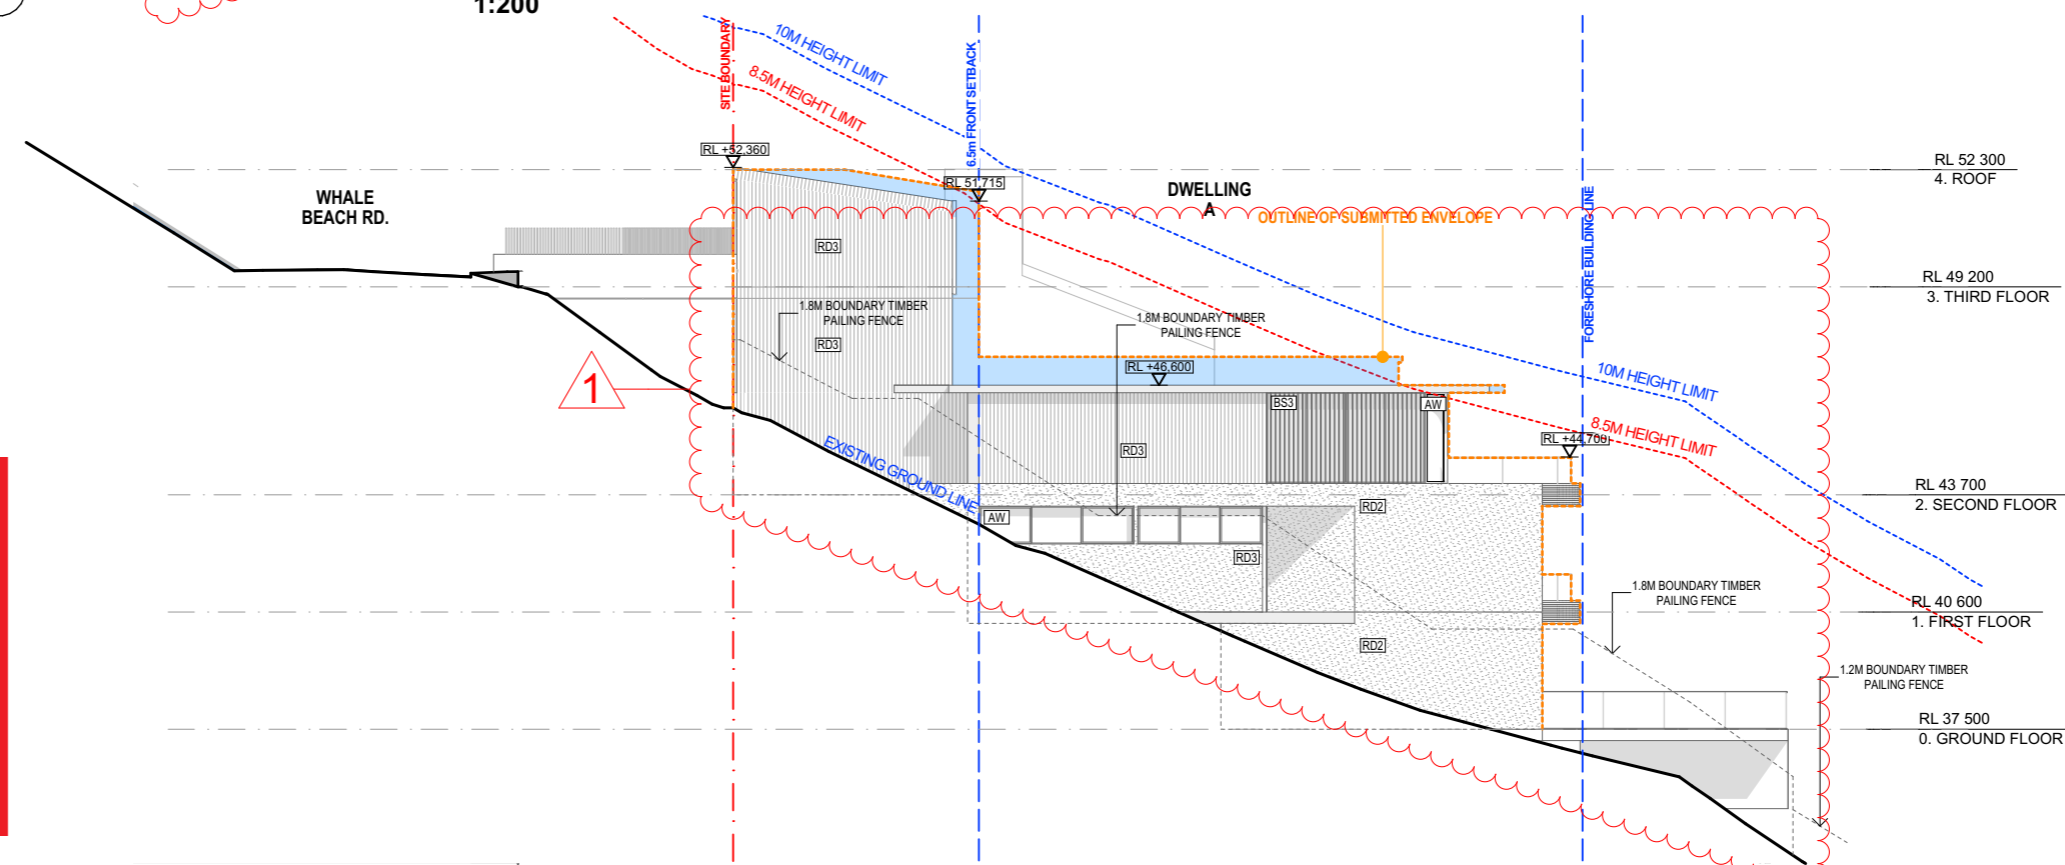 1:200
SITE BOUNDARY
10M HEIGHT LIMIT
8.5M HEIGHT LIMIT
6.5m FRONT SETBACK
RL +52,360
RL 51,715
WHALE
BEACH RD.
DWELLING
A
OUTLINE OF SUBMITTED ENVELOPE
FORESHORE BUILDING LINE
RL 52 300
4. ROOF
RD3
RL 49 200
3. THIRD FLOOR
1.8M BOUNDARY TIMBER
PAILING FENCE
RD3
1.8M BOUNDARY TIMBER
PAILING FENCE
1
RL +46,600
10M HEIGHT LIMIT
BS3
AW
8.5M HEIGHT LIMIT
RL +44,700
RD3
EXISTING GROUND LINE
RL 43 700
2. SECOND FLOOR
AW
RD2
RD3
1.8M BOUNDARY TIMBER
PAILING FENCE
RL 40 600
1. FIRST FLOOR
RD2
1.2M BOUNDARY TIMBER
PAILING FENCE
RL 37 500
0. GROUND FLOOR